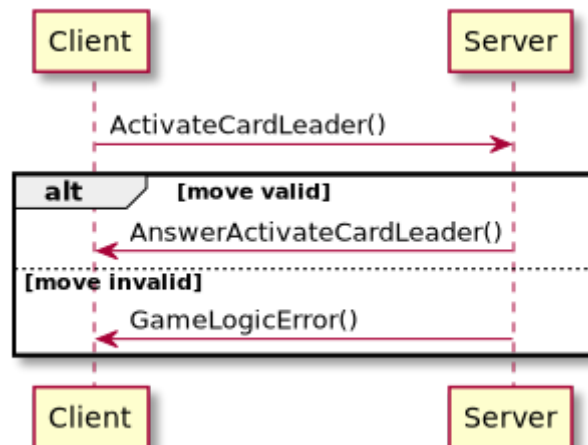 Client Server
ActivateCardLeader()
alt [move valid]
AnswerActivateCardLeader()
[move invalid]
GameLogicError()
Client Server